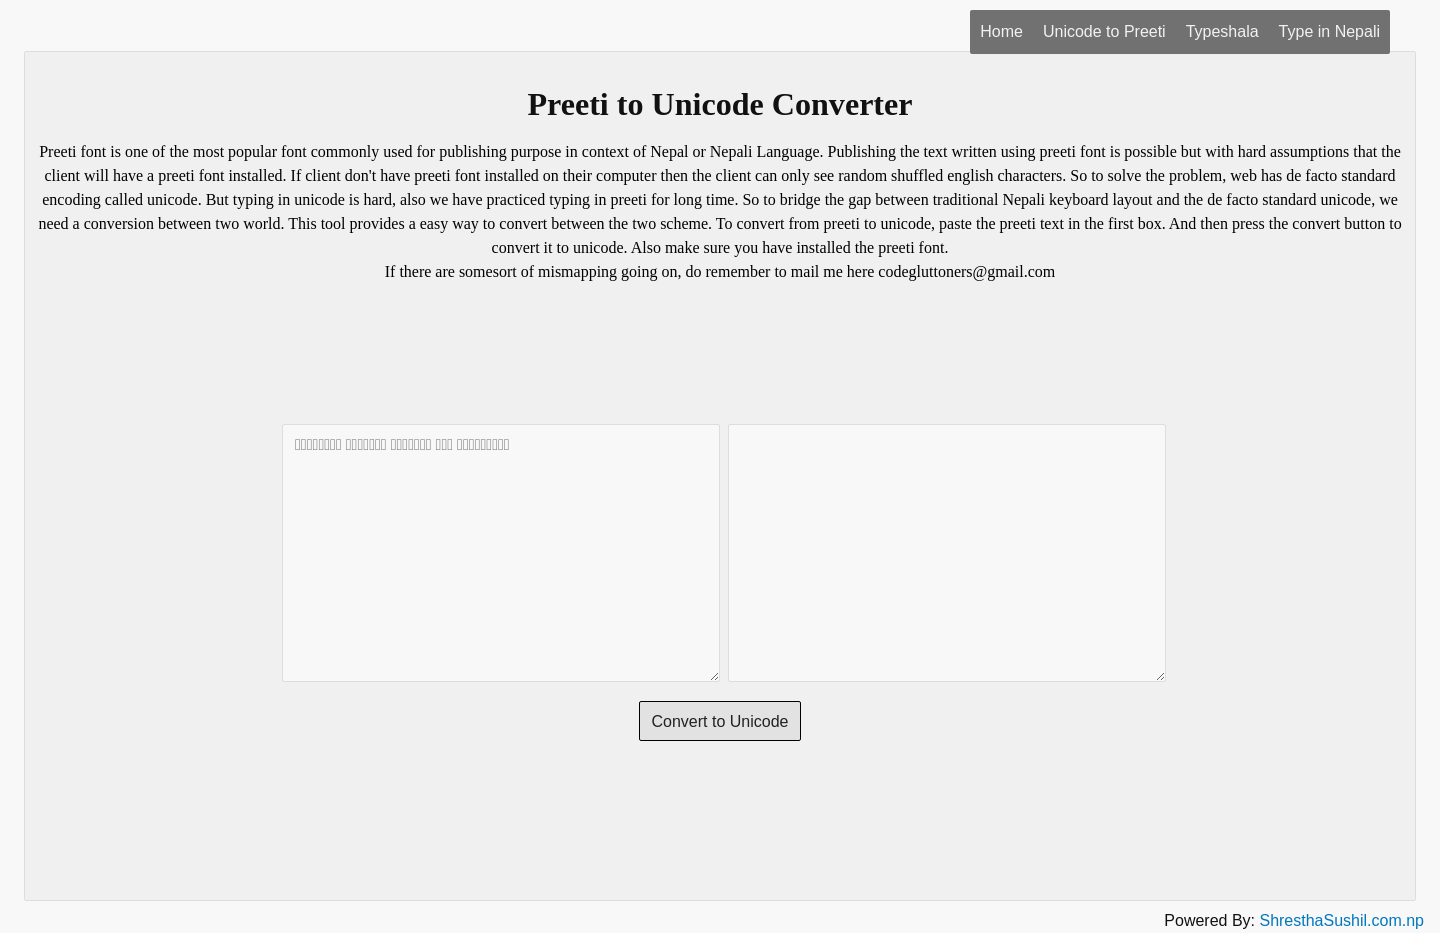 Home Unicode to Preeti Typeshala Type in Nepali
Preeti to Unicode Converter
Preeti font is one of the most popular font commonly used for publishing purpose in context of Nepal or Nepali Language. Publishing the text written using preeti font is possible but with hard assumptions that the
client will have a preeti font installed. If client don't have preeti font installed on their computer then the client can only see random shuffled english characters. So to solve the problem, web has de facto standard
encoding called unicode. But typing in unicode is hard, also we have practiced typing in preeti for long time. So to bridge the gap between traditional Nepali keyboard layout and the de facto standard unicode, we
need a conversion between two world. This tool provides a easy way to convert between the two scheme. To convert from preeti to unicode, paste the preeti text in the first box. And then press the convert button to
convert it to unicode. Also make sure you have installed the preeti font.
If there are somesort of mismapping going on, do remember to mail me here codegluttoners@gmail.com
Convert to Unicode
Powered By: ShresthaSushil.com.np